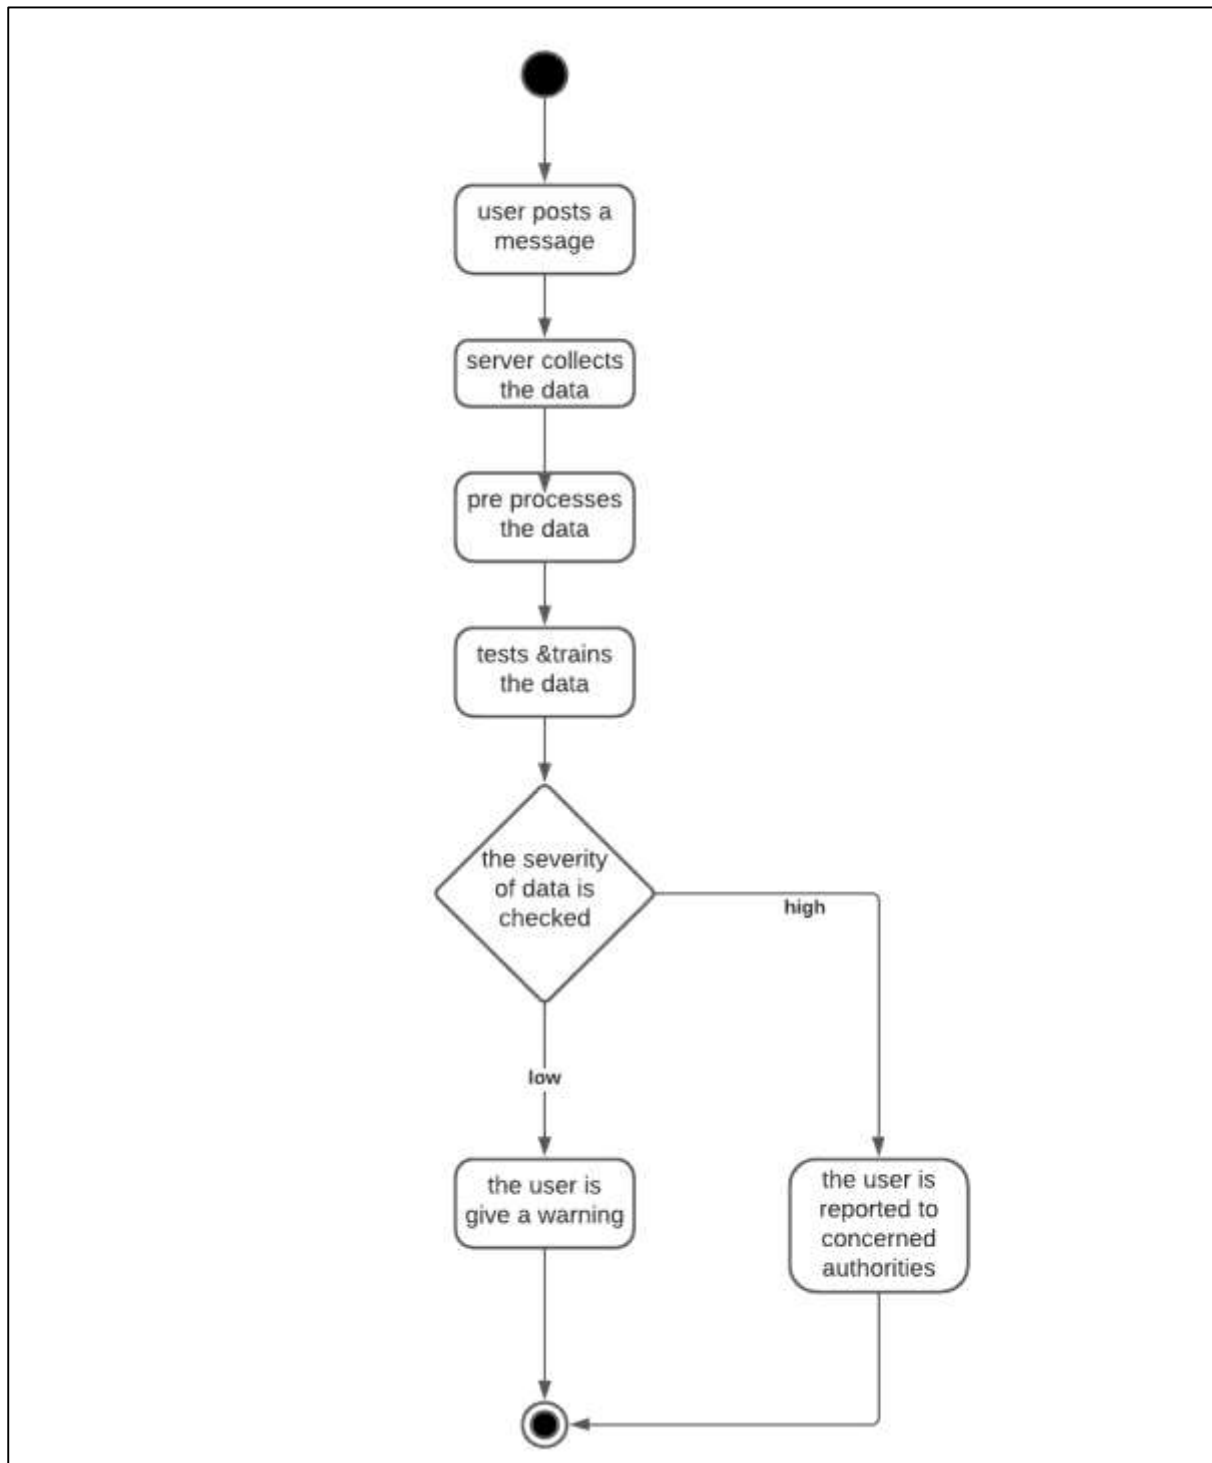 user posts a
message
server collects
the data
pre processes
the data
tests &trains
the data
the severity
of data is
checked
high
low
the user is
give a warning
the user is
reported to
concerned
authorities